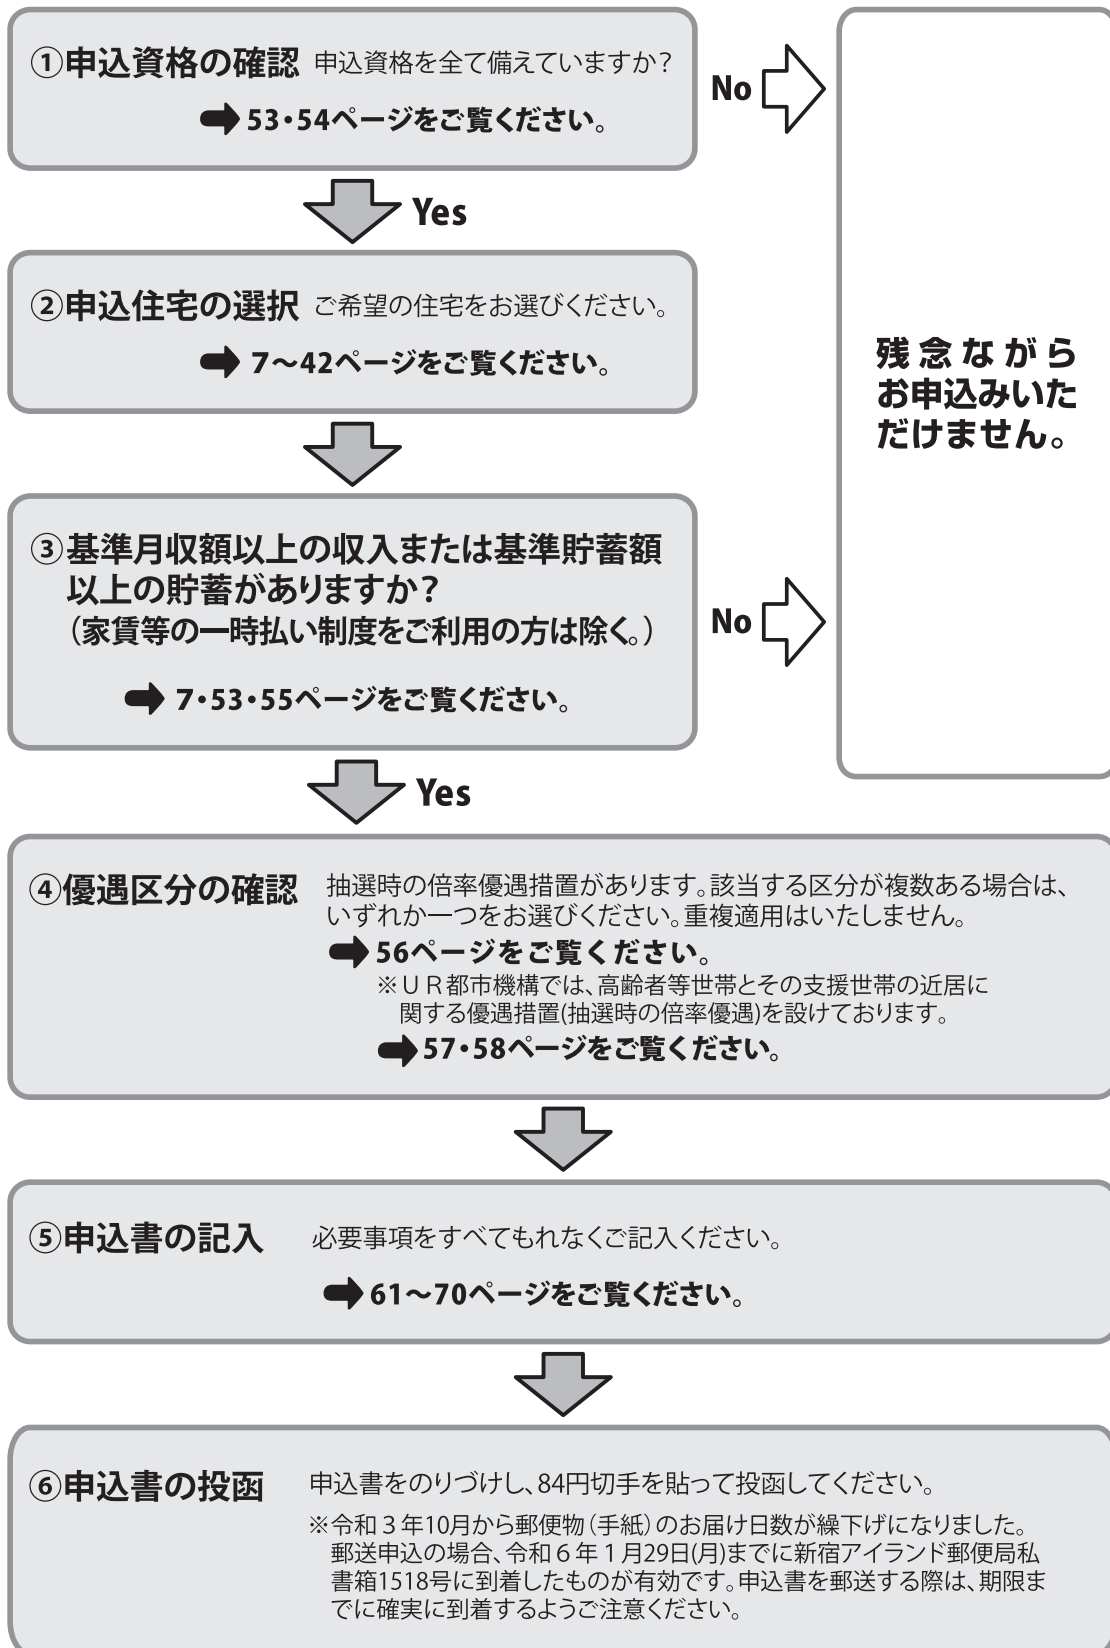 ①申込資格の確認 申込資格を全て備えていますか？
➡ 53・54ページをご覧ください。
No
Yes
②申込住宅の選択 ご希望の住宅をお選びください。
➡ 7～42ページをご覧ください。
残念ながら
お申込みいた
だけません。
③基準月収額以上の収入または基準貯蓄額
以上の貯蓄がありますか？
（家賃等の一時払い制度をご利用の方は除く。）
➡ 7・53・55ページをご覧ください。
No
Yes
④優遇区分の確認 抽選時の倍率優遇措置があります。該当する区分が複数ある場合は、
いずれか一つをお選びください。重複適用はいたしません。
➡ 56ページをご覧ください。
※ＵＲ都市機構では、高齢者等世帯とその支援世帯の近居に
関する優遇措置(抽選時の倍率優遇)を設けております。
➡ 57・58ページをご覧ください。
⑤申込書の記入 必要事項をすべてもれなくご記入ください。
➡ 61～70ページをご覧ください。
⑥申込書の投函 申込書をのりづけし、84円切手を貼って投函してください。
※令和３年10月から郵便物（手紙）のお届け日数が繰下げになりました。
郵送申込の場合、令和６年１月29日(月)までに新宿アイランド郵便局私
書箱1518号に到着したものが有効です。申込書を郵送する際は、期限ま
でに確実に到着するようご注意ください。